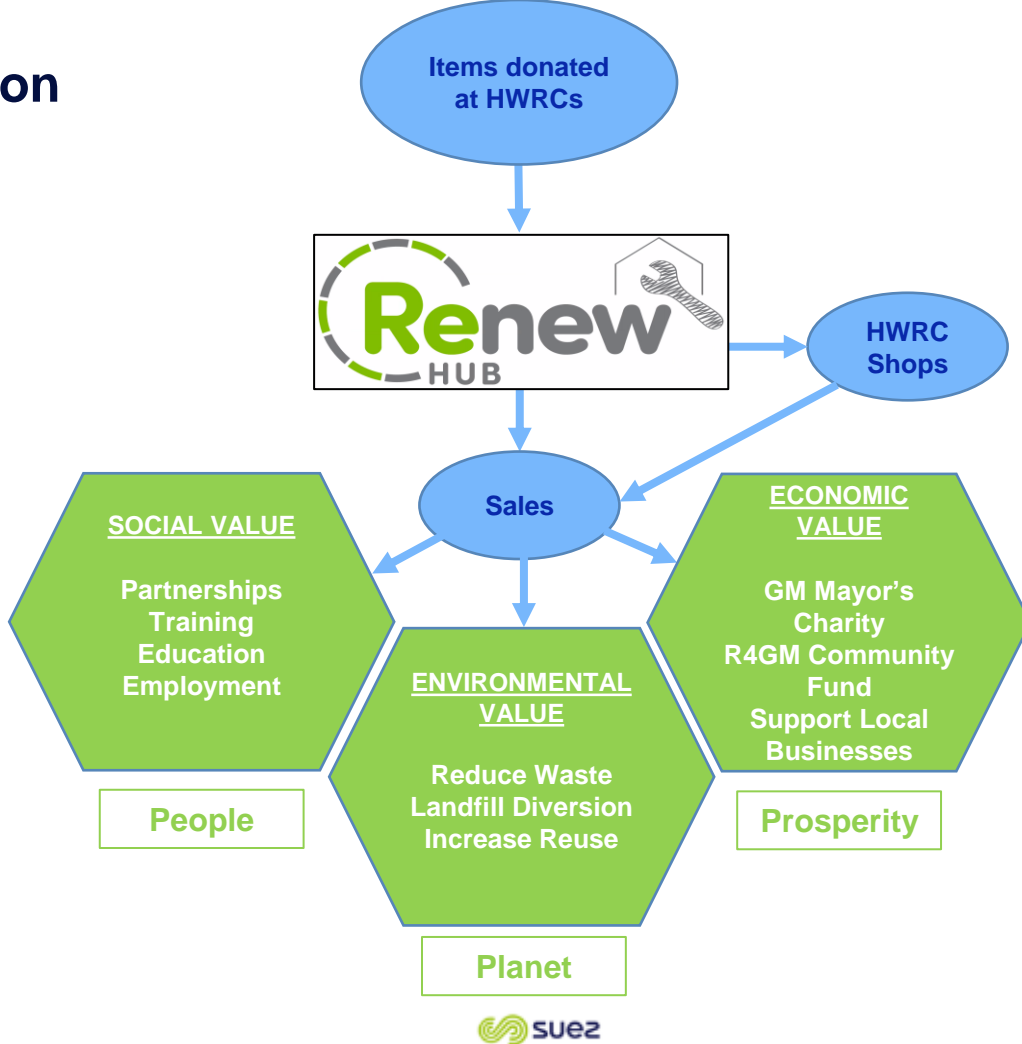 on
Items donated
at HWRCs
Renew
HUB
HWRC
Shops
Sales
SOCIAL VALUE
Partnerships
Training
Education
Employment
People
ENVIRONMENTAL
VALUE
Reduce Waste
Landfill Diversion
Increase Reuse
Planet
ECONOMIC
VALUE
GM Mayor's
Charity
R4GM Community
Fund
Support Local
Businesses
Prosperity
suez